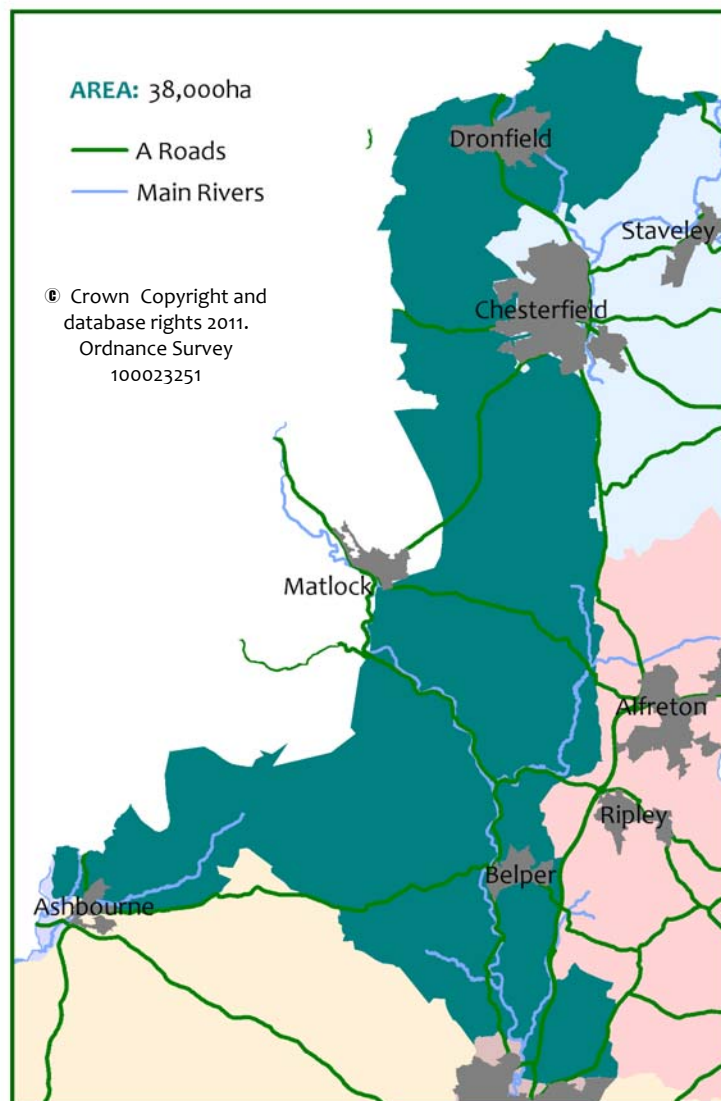 AREA: 38,000ha
A Roads
Main Rivers
© Crown Copyright and
database rights 2011.
Ordnance Survey
100023251
Dronfield
Staveley
Chesterfield
Matlock
Alfreton
Ripley
Belper
Ashbourne